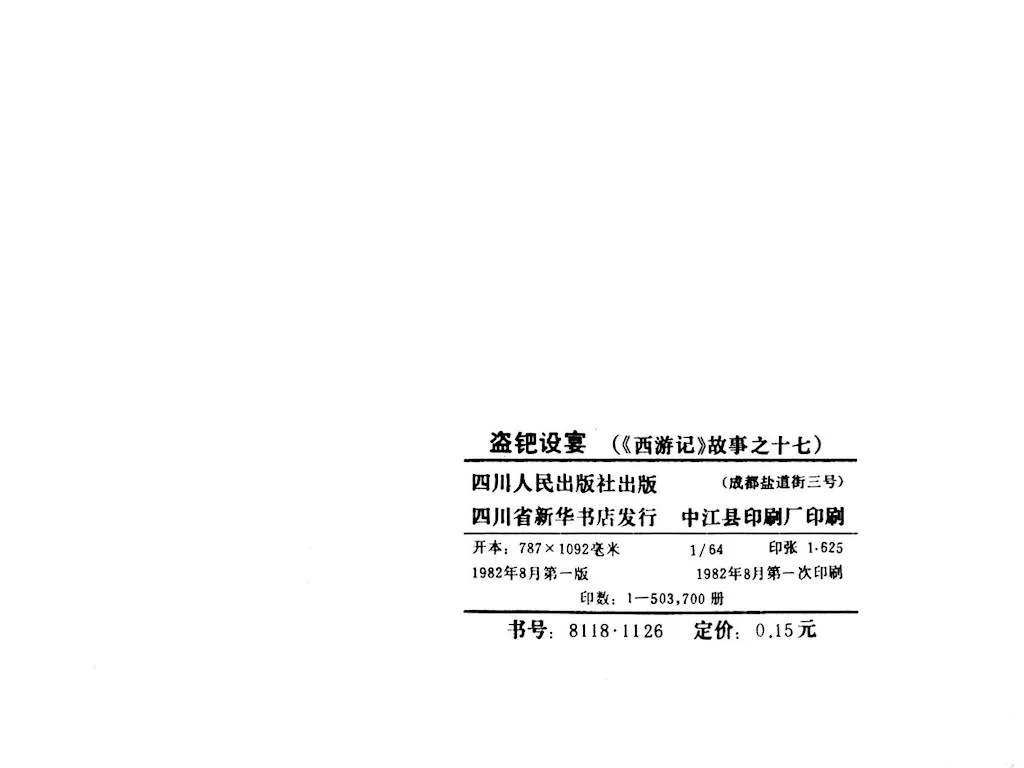 盗钯设宴 （《西游记》故事之十七）
四川人民出版社出版 （成都盐道街三号）
四川省新华书店发行 中江县印刷厂印刷
开本：787×1092毫米 1/64 印张 1·625
1982年8月第一版 1982年8月第一次印刷
印数：1—503,700 册
书号：8118·1126 定价：0.15元